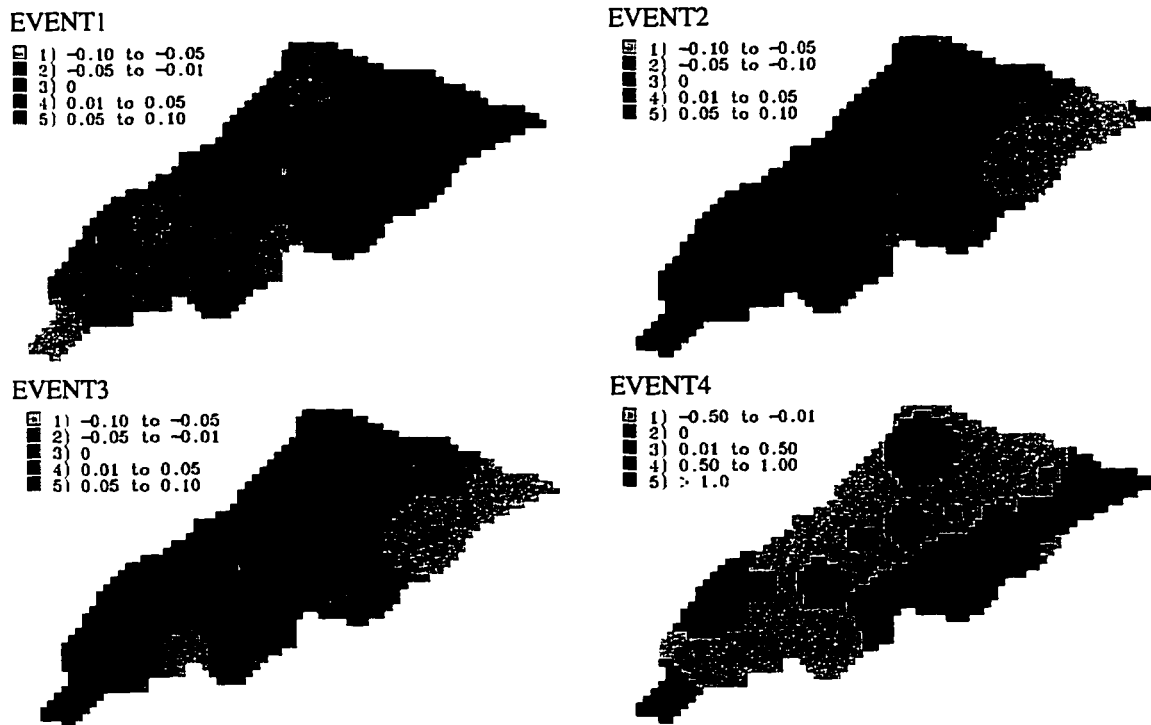 EVENT1
1) -0.10 to -0.05
2) -0.05 to -0.01
3) 0
4) 0.01 to 0.05
5) 0.05 to 0.10
EVENT2
1) -0.10 to -0.05
2) -0.05 to -0.10
3) 0
4) 0.01 to 0.05
5) 0.05 to 0.10
EVENT3
1) -0.10 to -0.05
2) -0.05 to -0.01
3) 0
4) 0.01 to 0.05
5) 0.05 to 0.10
EVENT4
1) -0.50 to -0.01
2) 0
3) 0.01 to 0.50
4) 0.50 to 1.00
5) > 1.0